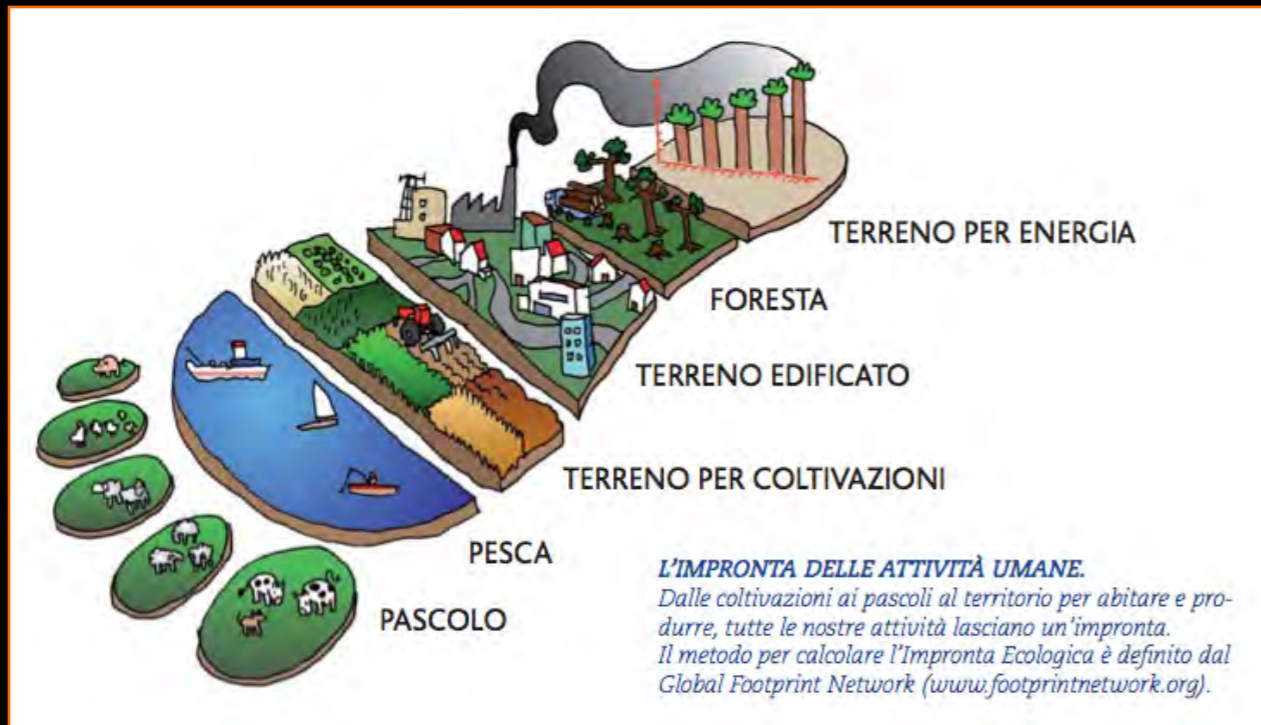 TERRENO PER ENERGIA
FORESTA
TERRENO EDIFICATO
TERRENO PER COLTIVAZIONI
PESCA
PASCOLO
L’IMPRONTA DELLE ATTIVITÀ UMANE.
Dalle coltivazioni ai pascoli al territorio per abitare e pro-
durre, tutte le nostre attività lasciano un’impronta.
Il metodo per calcolare l’Impronta Ecologica è definito dal
Global Footprint Network (www.footprintnetwork.org).